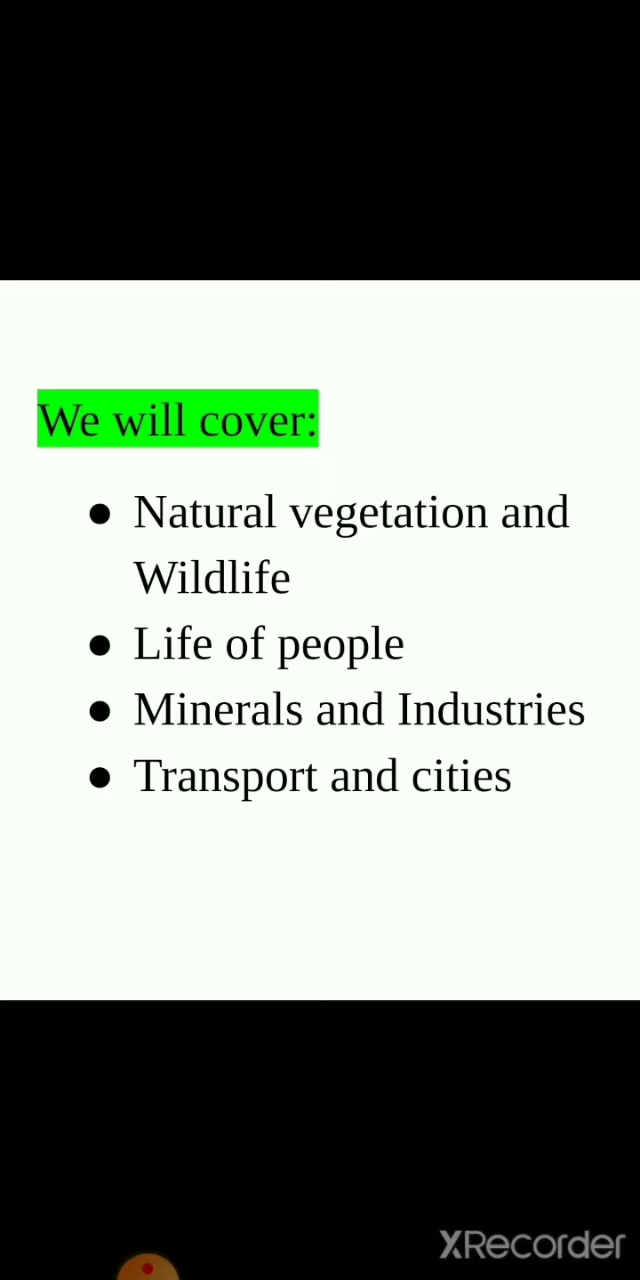 We will cover:
● Natural vegetation and
Wildlife
● Life of people
● Minerals and Industries
● Transport and cities
XRecorder